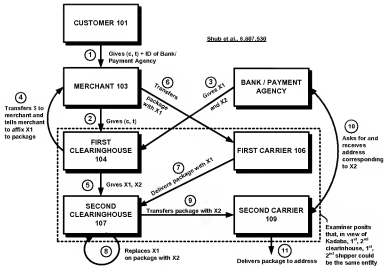 CUSTOMER 101
Shub et al., 6,807,530
1
Gives (c, t) + ID of Bank/
Payment Agency
4
Transfers $ to
merchant and tells
merchant to
affix X1
to package
MERCHANT 103
6
Transfers
package
with X1
3
Gives X1
and X2
BANK / PAYMENT
AGENCY
2
Gives (c, t)
10
Asks for and
receives
address
corresponding
to X2
FIRST
CLEARINGHOUSE
104
FIRST CARRIER 106
7
Delivers package with X1
5
Gives X1, X2
SECOND
CLEARINGHOUSE
107
9
Transfers package with X2
SECOND CARRIER
109
Examiner posits
that, in view of
Kadaba, 1st, 2nd
clearinhouse, 1st,
2nd shipper could
be the same entity
8
Replaces X1
on package with X2
11
Delivers package to address